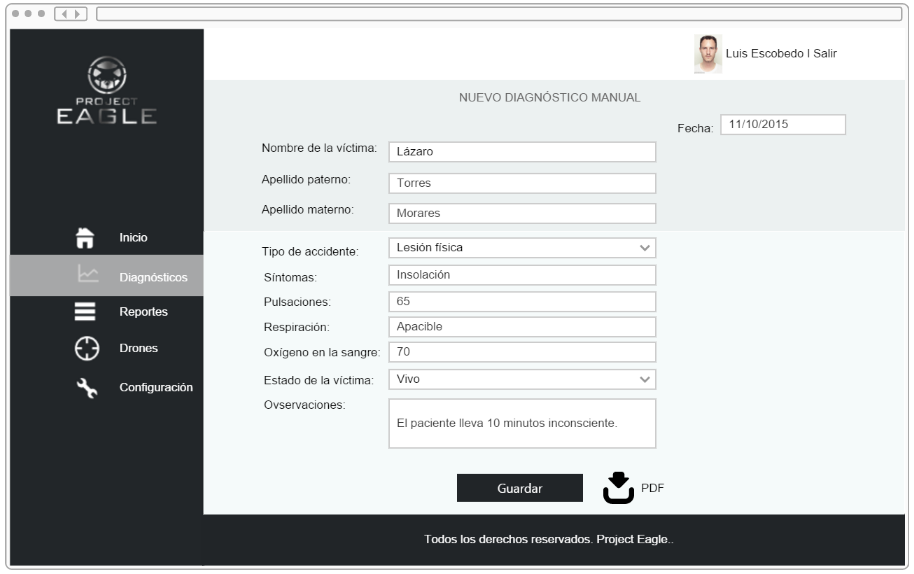 Luis Escobedo I Salir
PROJECT
EAGLE
NUEVO DIAGNÓSTICO MANUAL
Fecha: 11/10/2015
Nombre de la víctima: Lázaro
Apellido paterno: Torres
Apellido materno: Morares
Inicio
Diagnósticos
Reportes
Drones
Configuración
Tipo de accidente: Lesión física
Síntomas: Insolación
Pulsaciones: 65
Respiración: Apacible
Oxígeno en la sangre: 70
Estado de la víctima: Vivo
Ovservaciones:
El paciente lleva 10 minutos inconsciente.
Guardar
PDF
Todos los derechos reservados. Project Eagle..